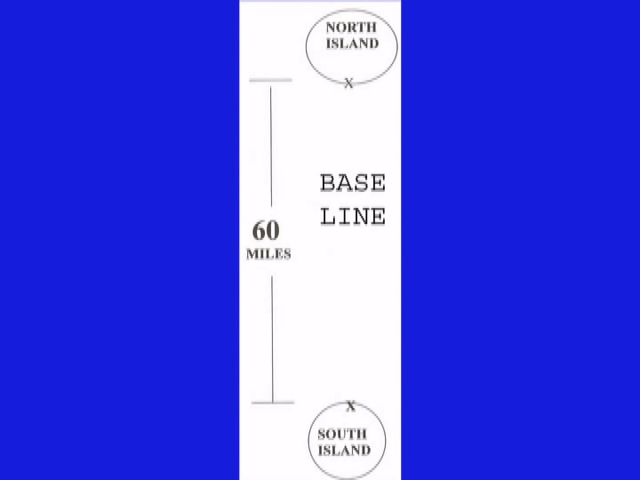 NORTH
ISLAND
X
BASE
LINE
60
MILES
X
SOUTH
ISLAND